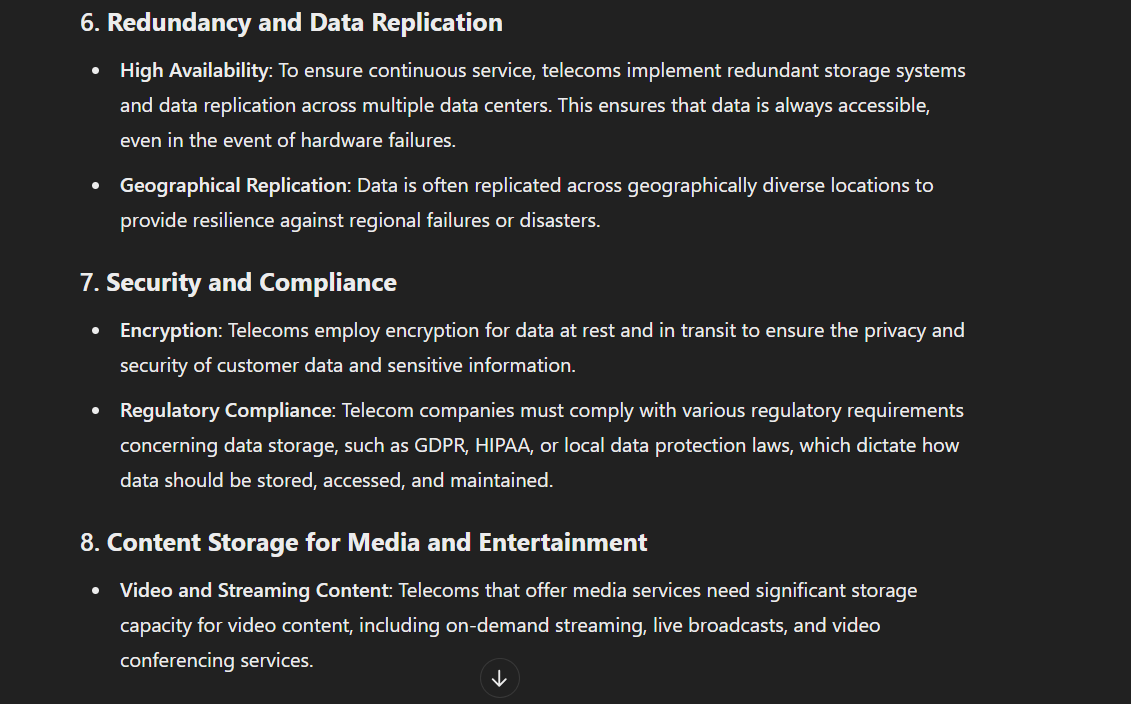 6. Redundancy and Data Replication
• High Availability: To ensure continuous service, telecoms implement redundant storage systems
and data replication across multiple data centers. This ensures that data is always accessible,
even in the event of hardware failures.
• Geographical Replication: Data is often replicated across geographically diverse locations to
provide resilience against regional failures or disasters.
7. Security and Compliance
• Encryption: Telecoms employ encryption for data at rest and in transit to ensure the privacy and
security of customer data and sensitive information.
• Regulatory Compliance: Telecom companies must comply with various regulatory requirements
concerning data storage, such as GDPR, HIPAA, or local data protection laws, which dictate how
data should be stored, accessed, and maintained.
8. Content Storage for Media and Entertainment
• Video and Streaming Content: Telecoms that offer media services need significant storage
capacity for video content, including on-demand streaming, live broadcasts, and video
conferencing services.